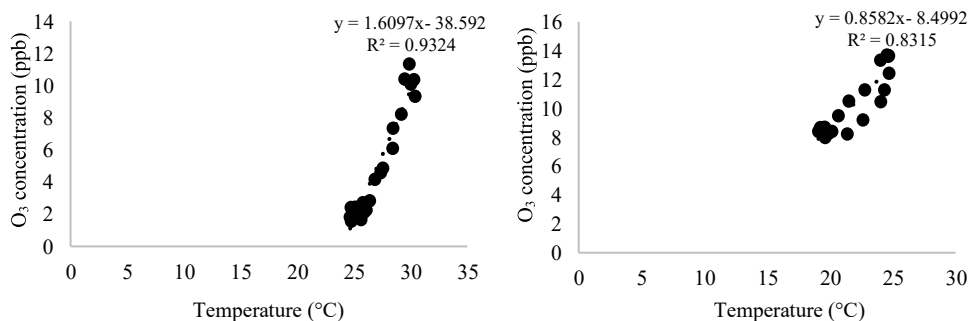 y = 1.6097x- 38.592
R² = 0.9324
O₃ concentration (ppb)
14
12
10
8
6
4
2
0
0 5 10 15 20 25 30 35
Temperature (°C)
y = 0.8582x- 8.4992
R² = 0.8315
O₃ concentration (ppb)
16
14
12
10
8
6
4
2
0
0 5 10 15 20 25 30
Temperature (°C)